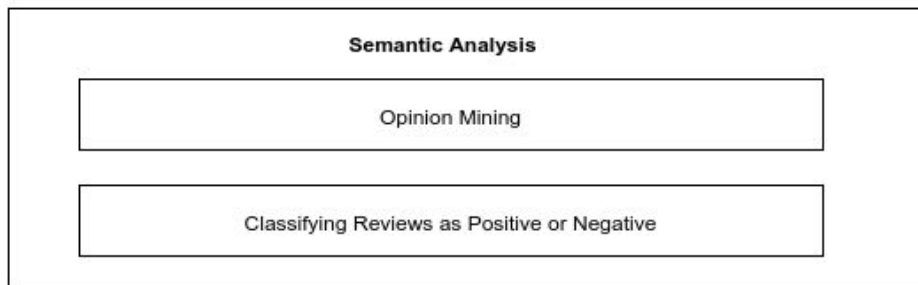 Semantic Analysis
Opinion Mining
Classifying Reviews as Positive or Negative